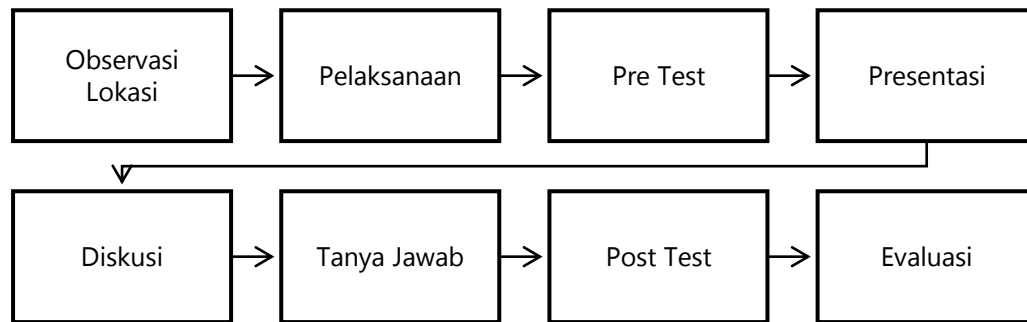 Observasi
Lokasi
Pelaksanaan
Pre Test
Presentasi
Diskusi
Tanya Jawab
Post Test
Evaluasi